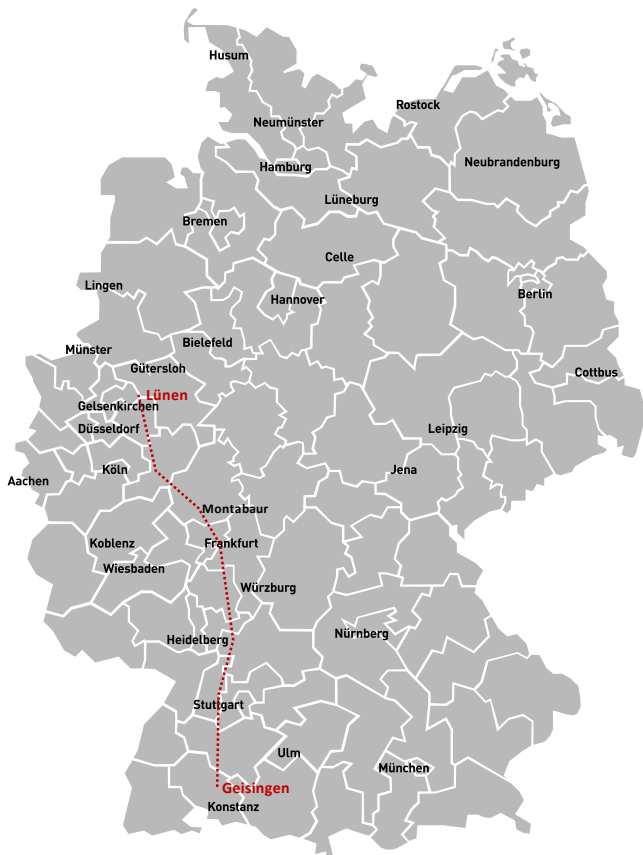 Husum
Rostock
Neumünster
Neubrandenburg
Hamburg
Lüneburg
Bremen
Celle
Lingen
Berlin
Hannover
Bielefeld
Münster
Gütersloh
Cottbus
Lünen
Gelsenkirchen
Düsseldorf
Leipzig
Köln
Jena
Aachen
Montabaur
Koblenz
Frankfurt
Wiesbaden
Würzburg
Nürnberg
Heidelberg
Stuttgart
Ulm
München
Geisingen
Konstanz